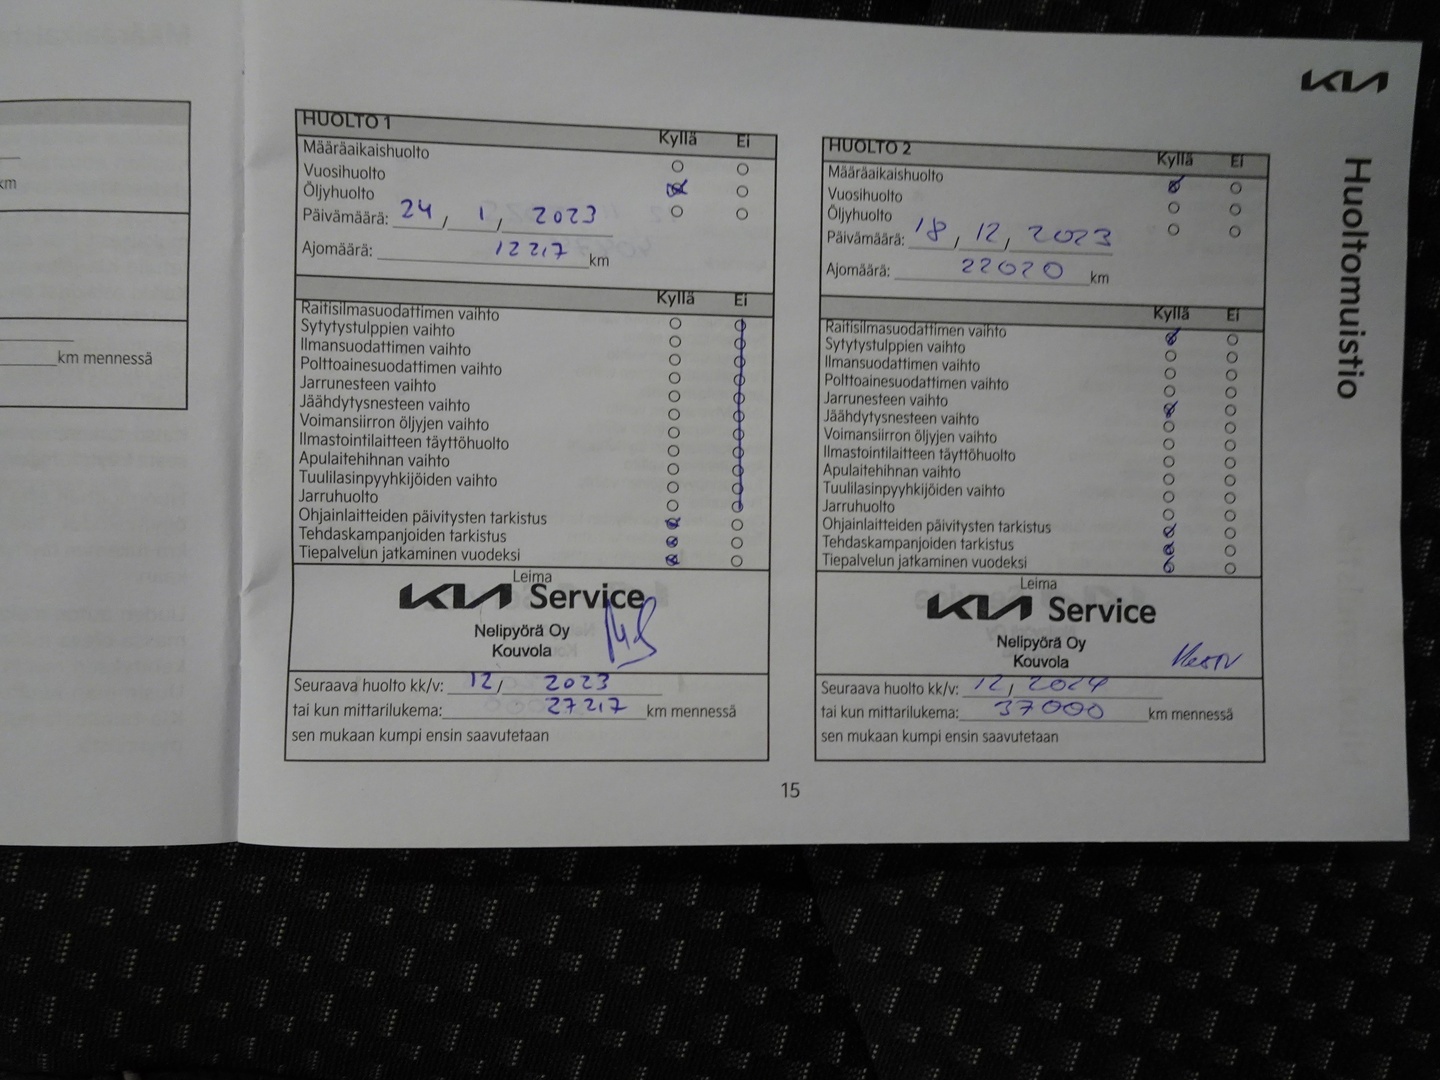 KIA
Huoltomuistio
km
km mennessä
HUOLTO 1
Kyllä Ei
Määräaikaishuolto
Vuosihuolto
Öljyhuolto
Päivämäärä: 24 / 1 / 2023
Ajomäärä: 12217 km
Kyllä Ei
Raitisilmasuodattimen vaihto
Sytytystulppien vaihto
Ilmansuodattimen vaihto
Polttoainesuodattimen vaihto
Jarrunesteen vaihto
Jäähdytysnesteen vaihto
Voimansiirron öljyjen vaihto
Ilmastointilaitteen täyttöhuolto
Apulaitehihnan vaihto
Tuulilasinpyyhkijöiden vaihto
Jarruhuolto
Ohjainlaitteiden päivitysten tarkistus
Tehdaskampanjoiden tarkistus
Tiepalvelun jatkaminen vuodeksi
Leima
KIA Service
Nelipyörä Oy
Kouvola
Seuraava huolto kk/v: 12 / 2023
tai kun mittarilukema: 27217 km mennessä
sen mukaan kumpi ensin saavutetaan
HUOLTO 2
Kyllä Ei
Määräaikaishuolto
Vuosihuolto
Öljyhuolto
Päivämäärä: 18 / 12 / 2023
Ajomäärä: 22020 km
Kyllä Ei
Raitisilmasuodattimen vaihto
Sytytystulppien vaihto
Ilmansuodattimen vaihto
Polttoainesuodattimen vaihto
Jarrunesteen vaihto
Jäähdytysnesteen vaihto
Voimansiirron öljyjen vaihto
Ilmastointilaitteen täyttöhuolto
Apulaitehihnan vaihto
Tuulilasinpyyhkijöiden vaihto
Jarruhuolto
Ohjainlaitteiden päivitysten tarkistus
Tehdaskampanjoiden tarkistus
Tiepalvelun jatkaminen vuodeksi
Leima
KIA Service
Nelipyörä Oy
Kouvola
Seuraava huolto kk/v: 12 / 2024
tai kun mittarilukema: 37000 km mennessä
sen mukaan kumpi ensin saavutetaan
15